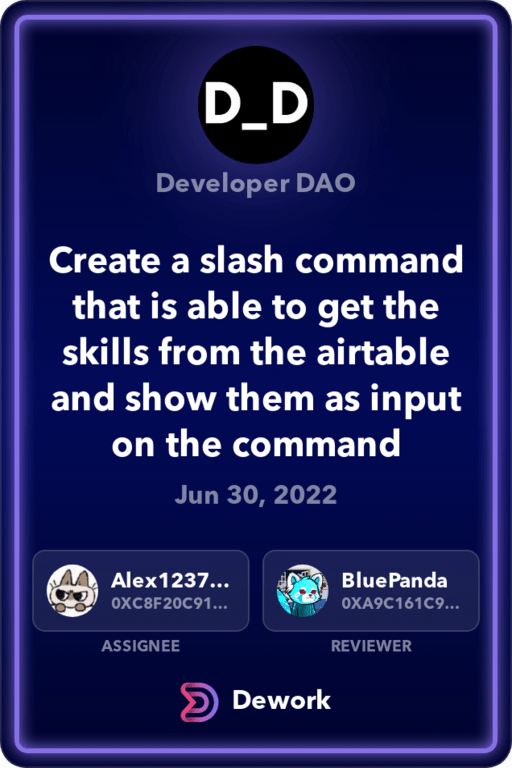 D_D
Developer DAO
Create a slash command
that is able to get the
skills from the airtable
and show them as input
on the command
Jun 30, 2022
Alex1237...
0XC8F20C91...
ASSIGNEE
BluePanda
0XA9C161C9...
REVIEWER
Dework